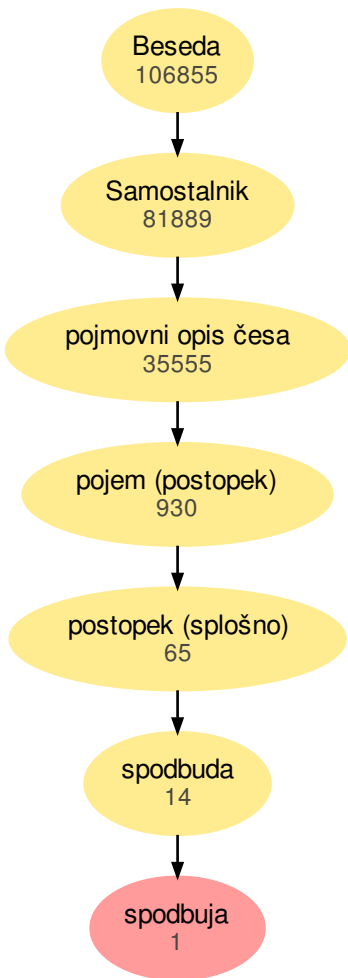 Beseda
106855
Samostalnik
81889
pojmovni opis česa
35555
pojem (postopek)
930
postopek (splošno)
65
spodbuda
14
spodbuja
1